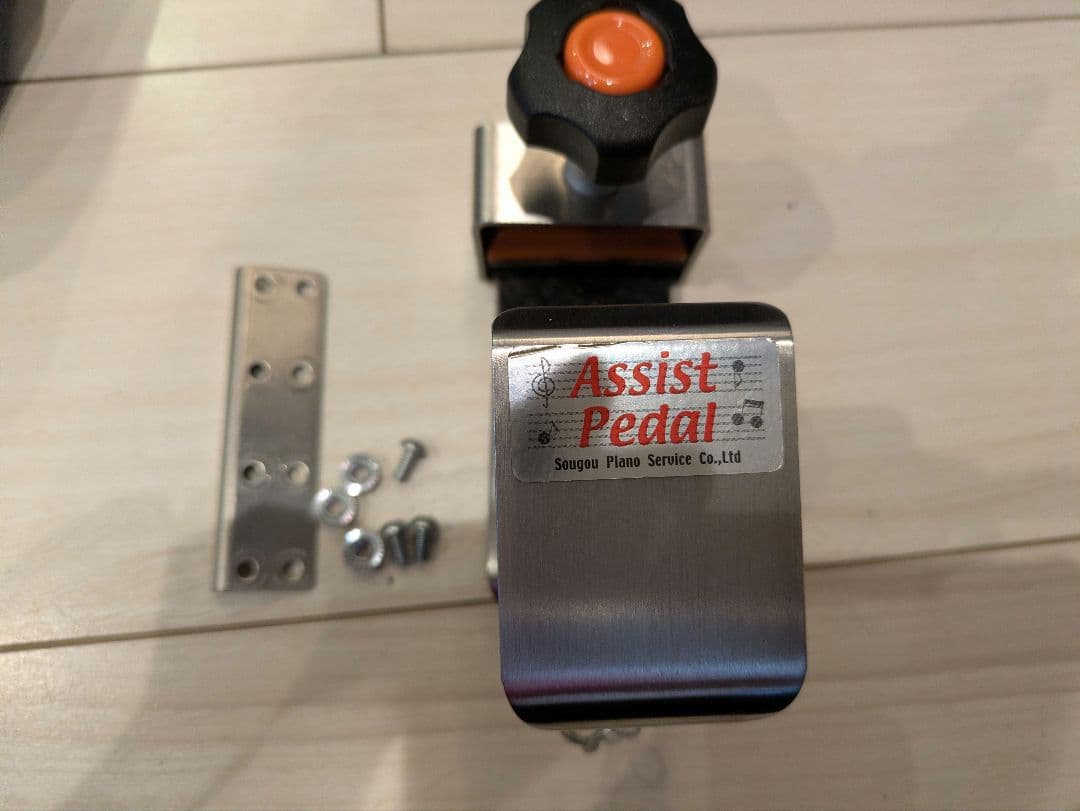 Assist
Pedal
Sougou Piano Service Co.,Ltd